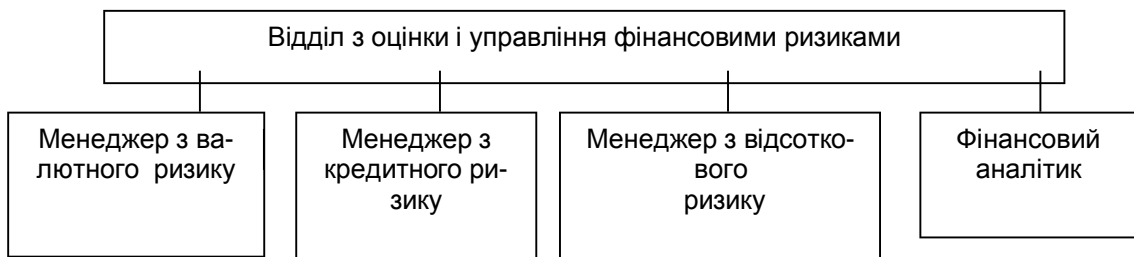 Відділ з оцінки і управління фінансовими ризиками
Менеджер з ва-
лютного ризику
Менеджер з
кредитного ри-
зику
Менеджер з відсотко-
вого
ризику
Фінансовий
аналітик